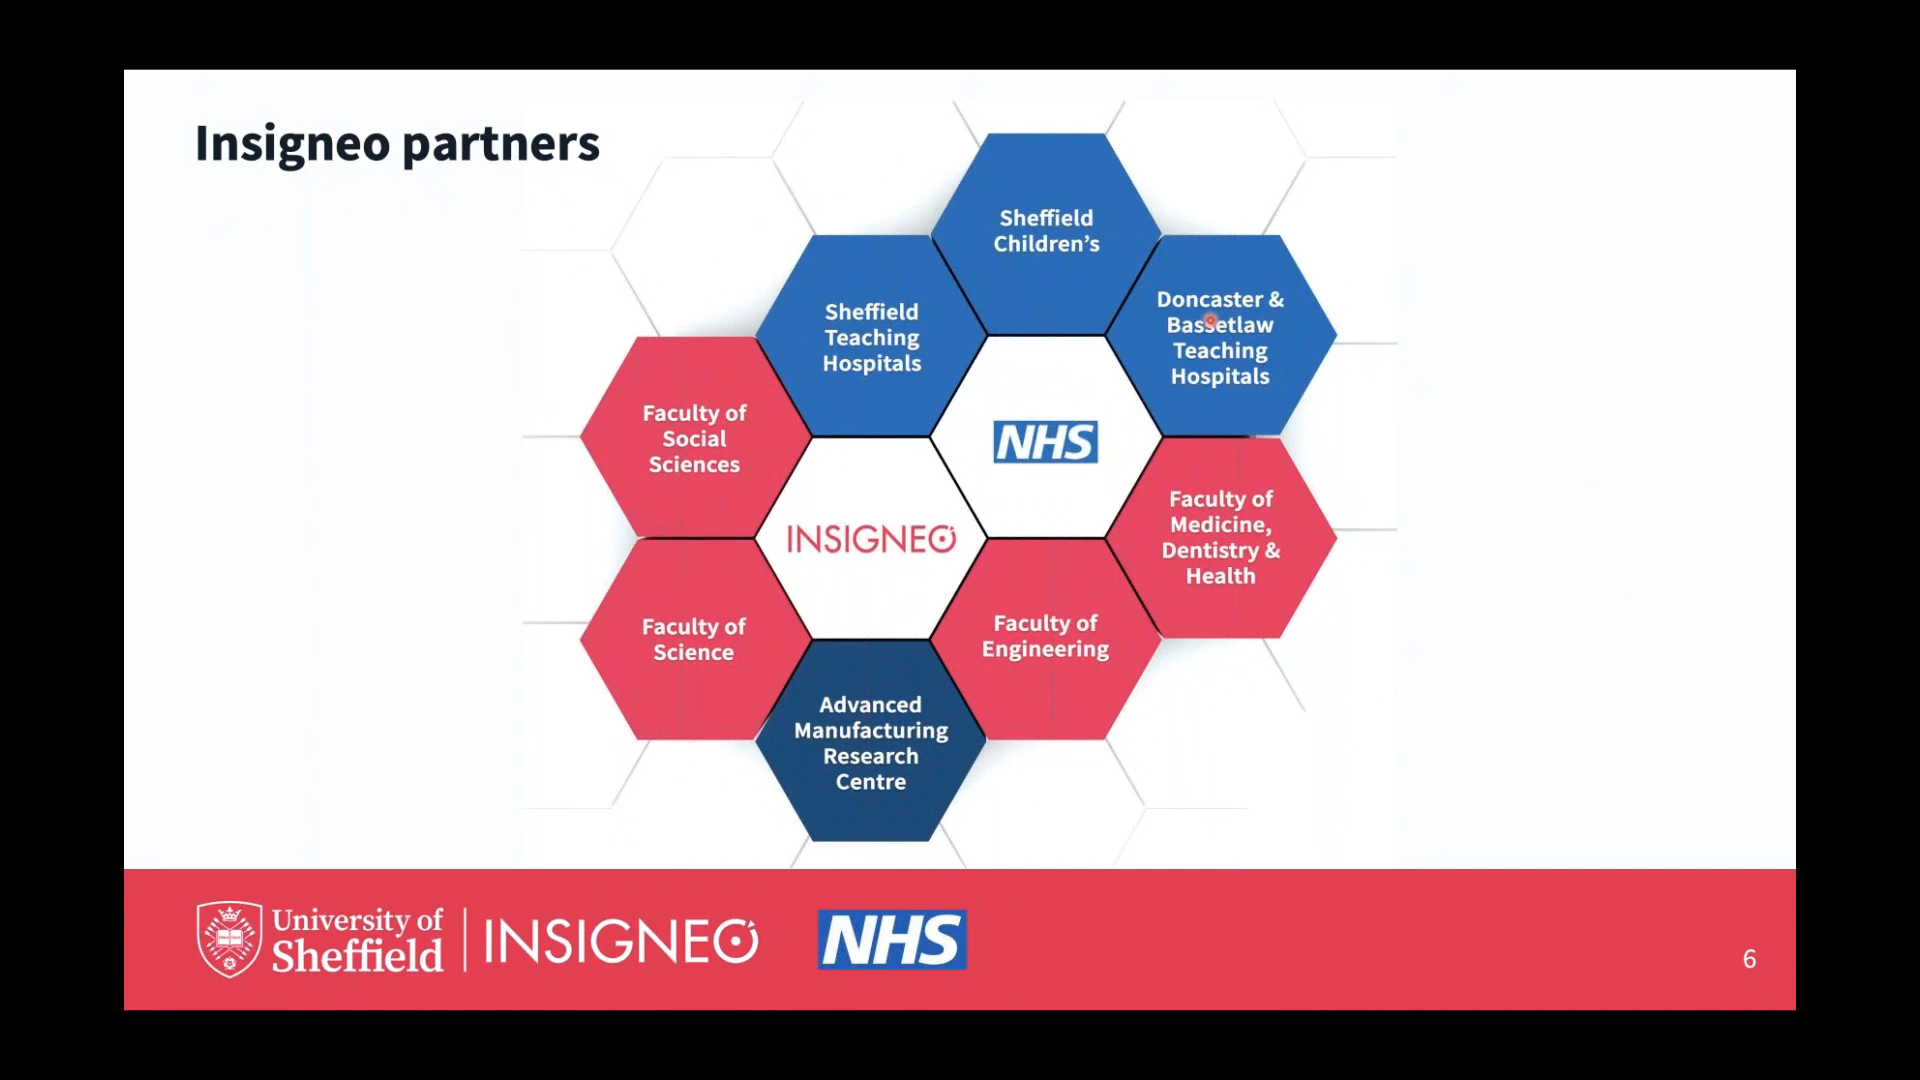 Insigneo partners
Sheffield
Children’s
Sheffield
Teaching
Hospitals
Doncaster &
Bassetlaw
Teaching
Hospitals
Faculty of
Social
Sciences
NHS
Faculty of
Medicine,
Dentistry &
Health
INSIGNEO
Faculty of
Science
Faculty of
Engineering
Advanced
Manufacturing
Research
Centre
University of
Sheffield
INSIGNEO
NHS
6